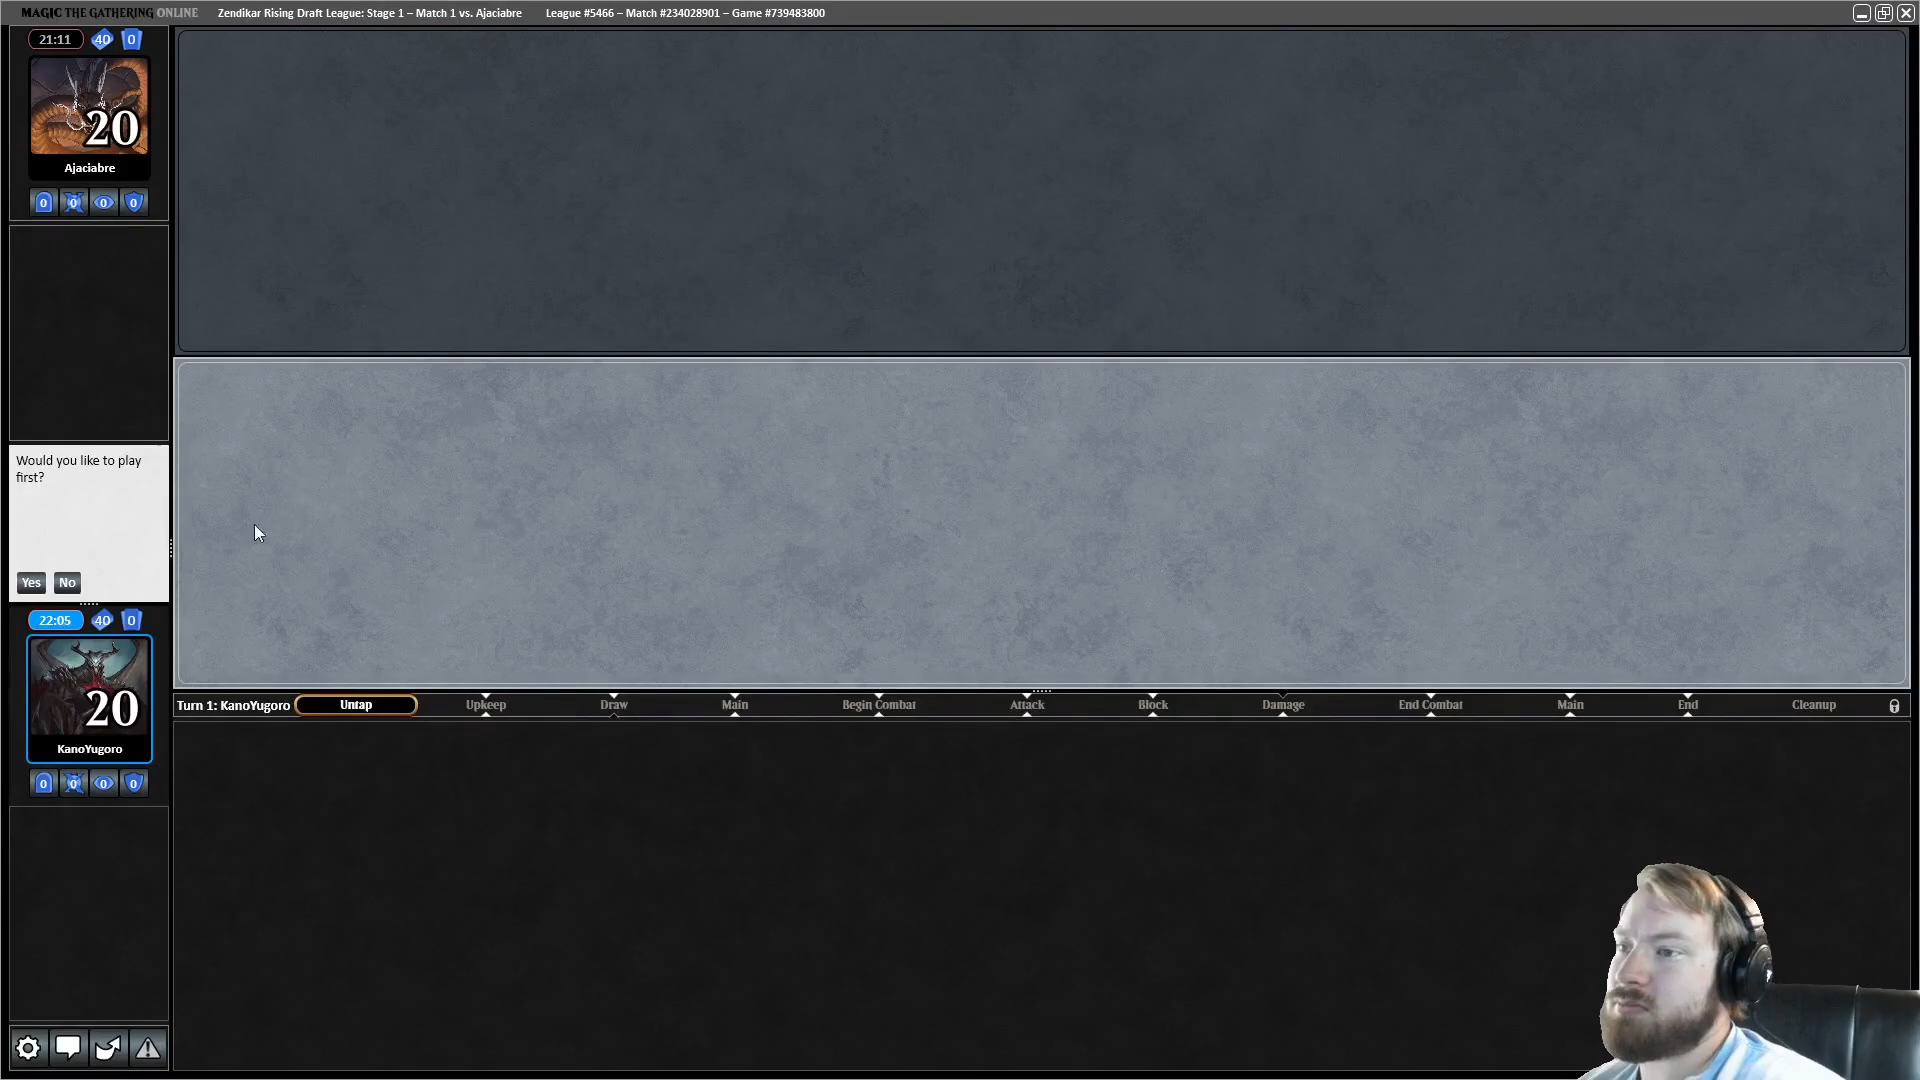 MAGIC THE GATHERING ONLINE
Zendikar Rising Draft League: Stage 1 – Match 1 vs. Ajaciabre
League #5466 – Match #234028901 – Game #739483800
21:11
40
0
20
Ajaciabre
0
0
0
0
Would you like to play
first?
Yes
No
22:05
40
0
20
KanoYugoro
0
0
0
0
Turn 1: KanoYugoro
Untap
Upkeep
Draw
Main
Begin Combat
Attack
Block
Damage
End Combat
Main
End
Cleanup